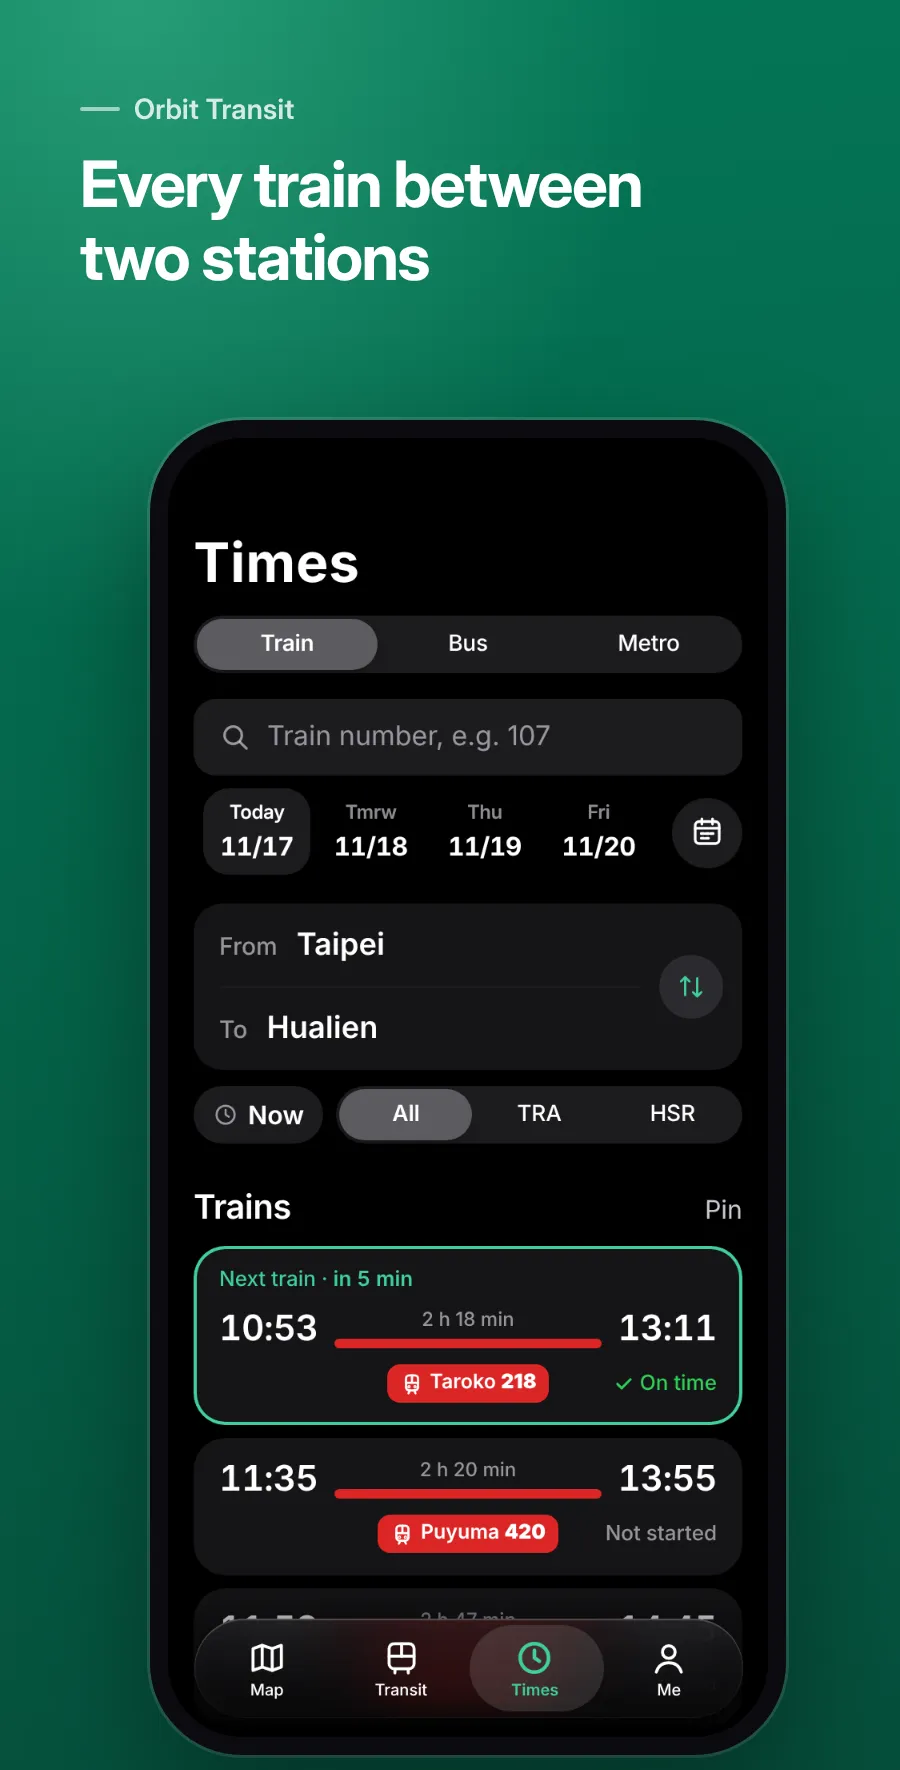 Orbit Transit
Every train between
two stations
Times
Train Bus Metro
Train number, e.g. 107
Today Tmrw Thu Fri
11/17 11/18 11/19 11/20
From Taipei
To Hualien
Now All TRA HSR
Trains Pin
Next train · in 5 min
10:53 2 h 18 min 13:11
Taroko 218 On time
11:35 2 h 20 min 13:55
Puyuma 420 Not started
2 h 47 min
Map Transit Times Me